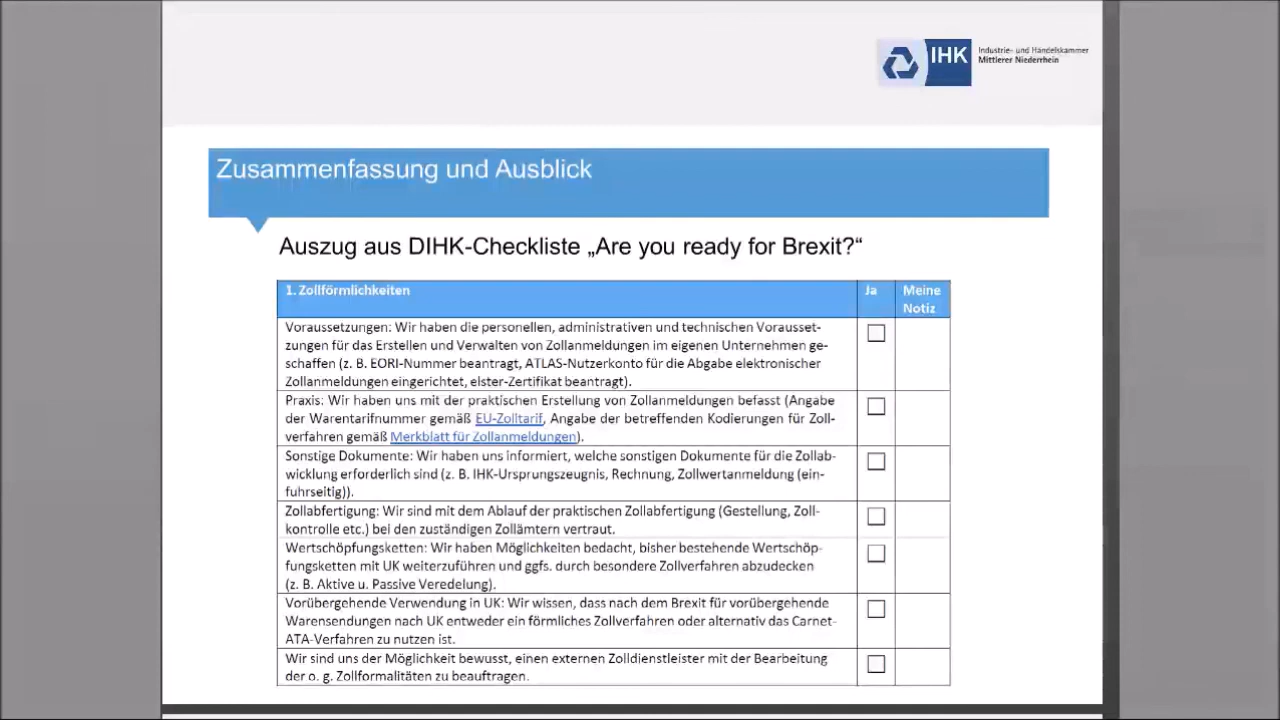 IHK
Industrie- und Handelskammer
Mittlerer Niederrhein
Zusammenfassung und Ausblick
Auszug aus DIHK-Checkliste „Are you ready for Brexit?“
1. Zollförmlichkeiten Ja Meine
Notiz
Voraussetzungen: Wir haben die personellen, administrativen und technischen Vorausset-
zungen für das Erstellen und Verwalten von Zollanmeldungen im eigenen Unternehmen ge-
schaffen (z. B. EORI-Nummer beantragt, ATLAS-Nutzerkonto für die Abgabe elektronischer
Zollanmeldungen eingerichtet, elster-Zertifikat beantragt).
Praxis: Wir haben uns mit der praktischen Erstellung von Zollanmeldungen befasst (Angabe
der Warentarifnummer gemäß EU-Zolltarif, Angabe der betreffenden Kodierungen für Zoll-
verfahren gemäß Merkblatt für Zollanmeldungen).
Sonstige Dokumente: Wir haben uns informiert, welche sonstigen Dokumente für die Zollab-
wicklung erforderlich sind (z. B. IHK-Ursprungszeugnis, Rechnung, Zollwertanmeldung (ein-
fuhrseitig)).
Zollabfertigung: Wir sind mit dem Ablauf der praktischen Zollabfertigung (Gestellung, Zoll-
kontrolle etc.) bei den zuständigen Zollämtern vertraut.
Wertschöpfungsketten: Wir haben Möglichkeiten bedacht, bisher bestehende Wertschöp-
fungsketten mit UK weiterzuführen und ggfs. durch besondere Zollverfahren abzudecken
(z. B. Aktive u. Passive Veredelung).
Vorübergehende Verwendung in UK: Wir wissen, dass nach dem Brexit für vorübergehende
Warensendungen nach UK entweder ein förmliches Zollverfahren oder alternativ das Carnet-
ATA-Verfahren zu nutzen ist.
Wir sind uns der Möglichkeit bewusst, einen externen Zolldienstleister mit der Bearbeitung
der o. g. Zollformalitäten zu beauftragen.